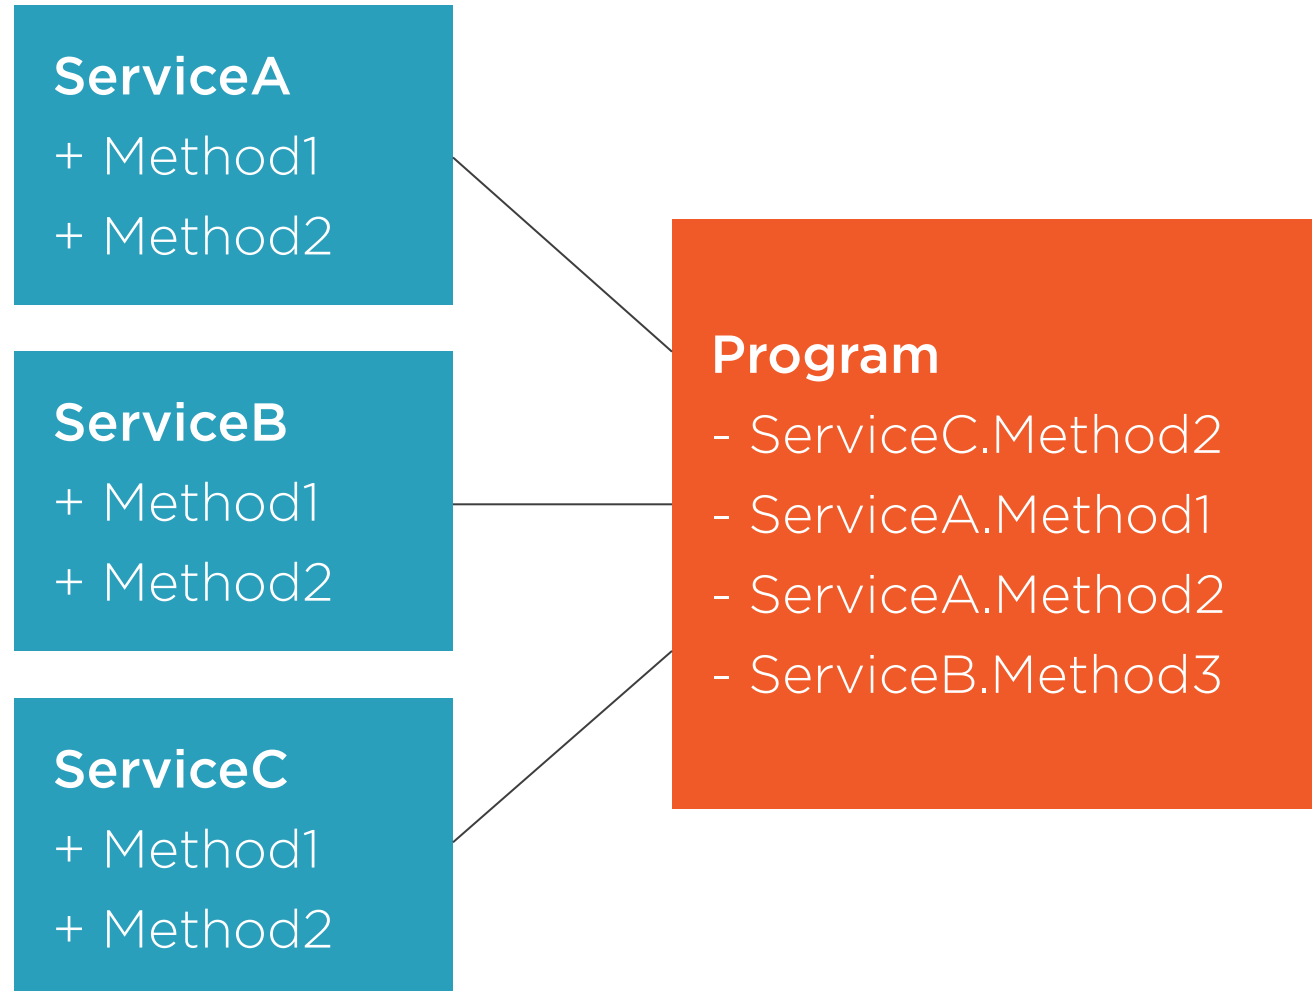 ServiceA
+ Method1
+ Method2
ServiceB
+ Method1
+ Method2
ServiceC
+ Method1
+ Method2
Program
- ServiceC.Method2
- ServiceA.Method1
- ServiceA.Method2
- ServiceB.Method3